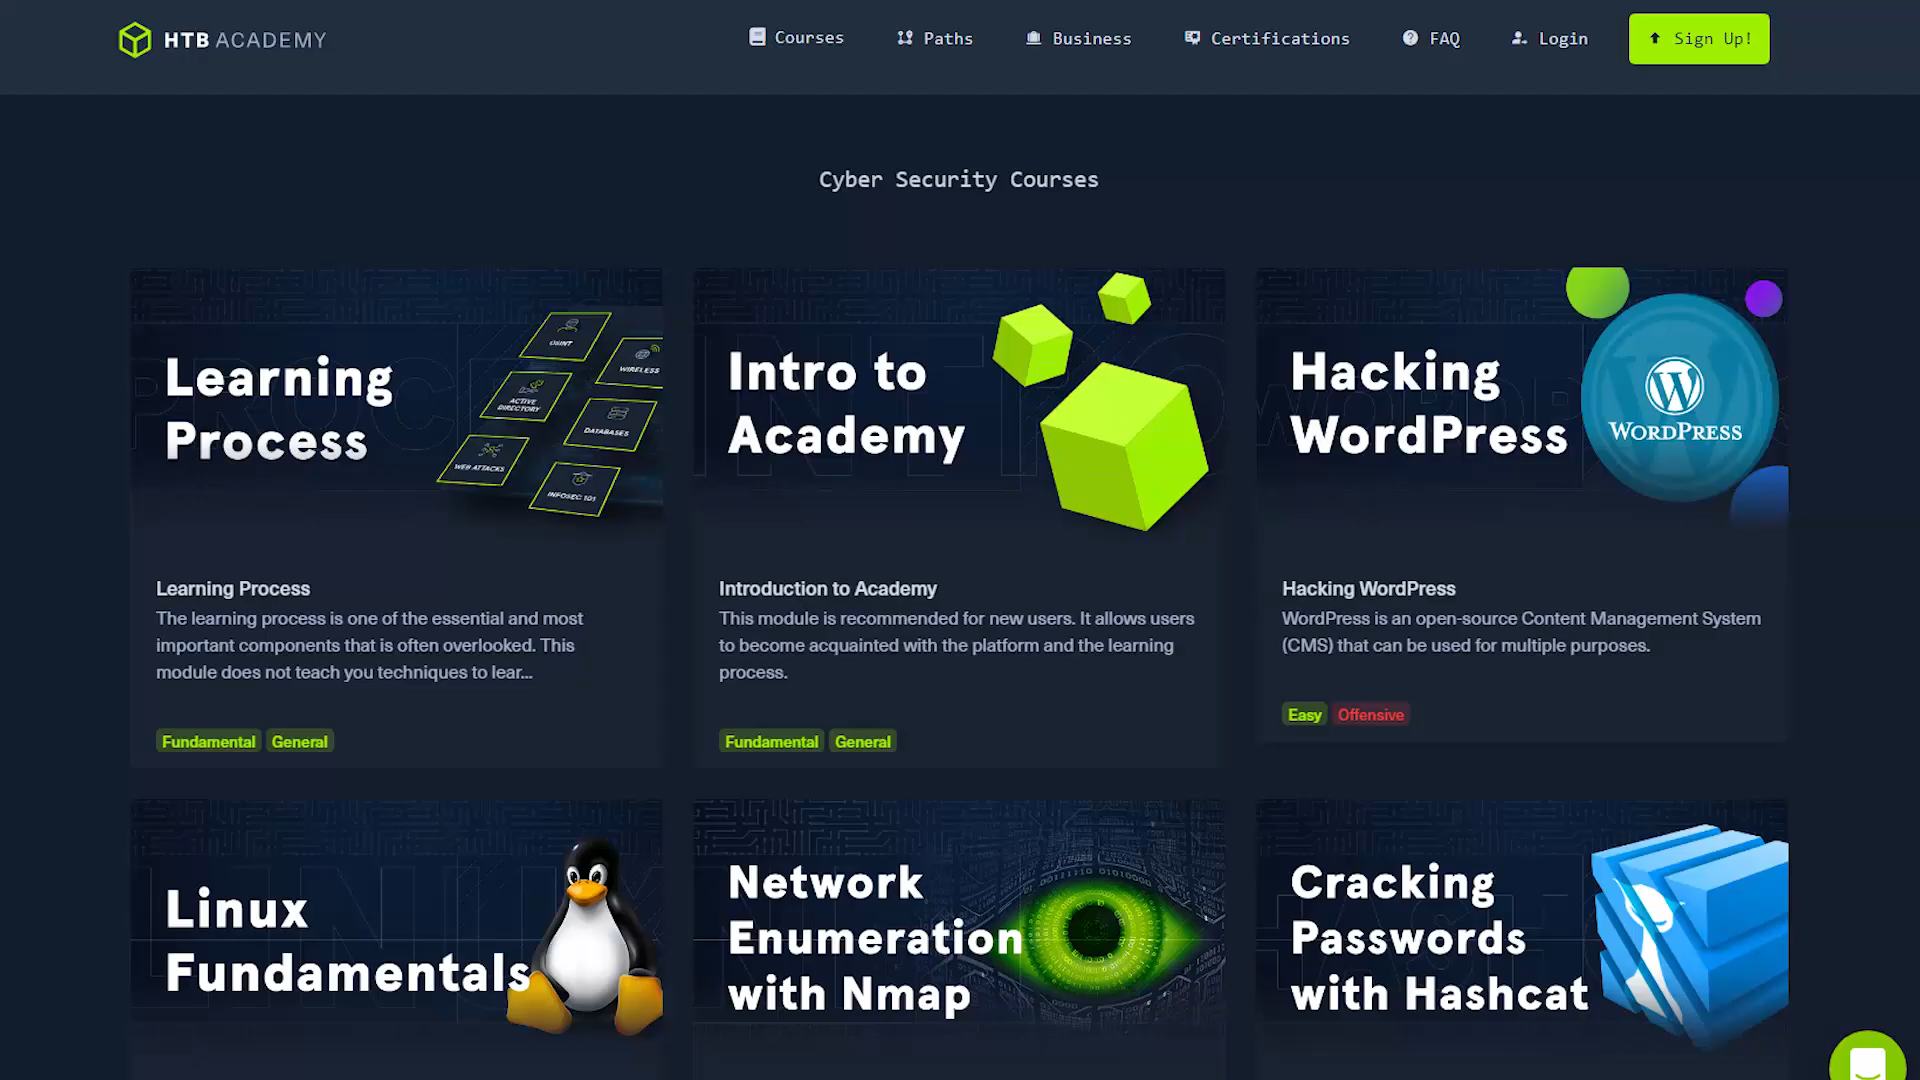 HTB ACADEMY
Courses
Paths
Business
Certifications
FAQ
Login
Sign Up!
Cyber Security Courses
Learning
Process
OSINT
WIRELESS
ACTIVE
DIRECTORY
DATABASES
WEB ATTACKS
INFOSEC 101
Intro to
Academy
Hacking
WordPress
WORDPRESS
Learning Process
The learning process is one of the essential and most
important components that is often overlooked. This
module does not teach you techniques to lear...
Fundamental
General
Introduction to Academy
This module is recommended for new users. It allows users
to become acquainted with the platform and the learning
process.
Fundamental
General
Hacking WordPress
WordPress is an open-source Content Management System
(CMS) that can be used for multiple purposes.
Easy
Offensive
Linux
Fundamentals
Network
Enumeration
with Nmap
Cracking
Passwords
with Hashcat